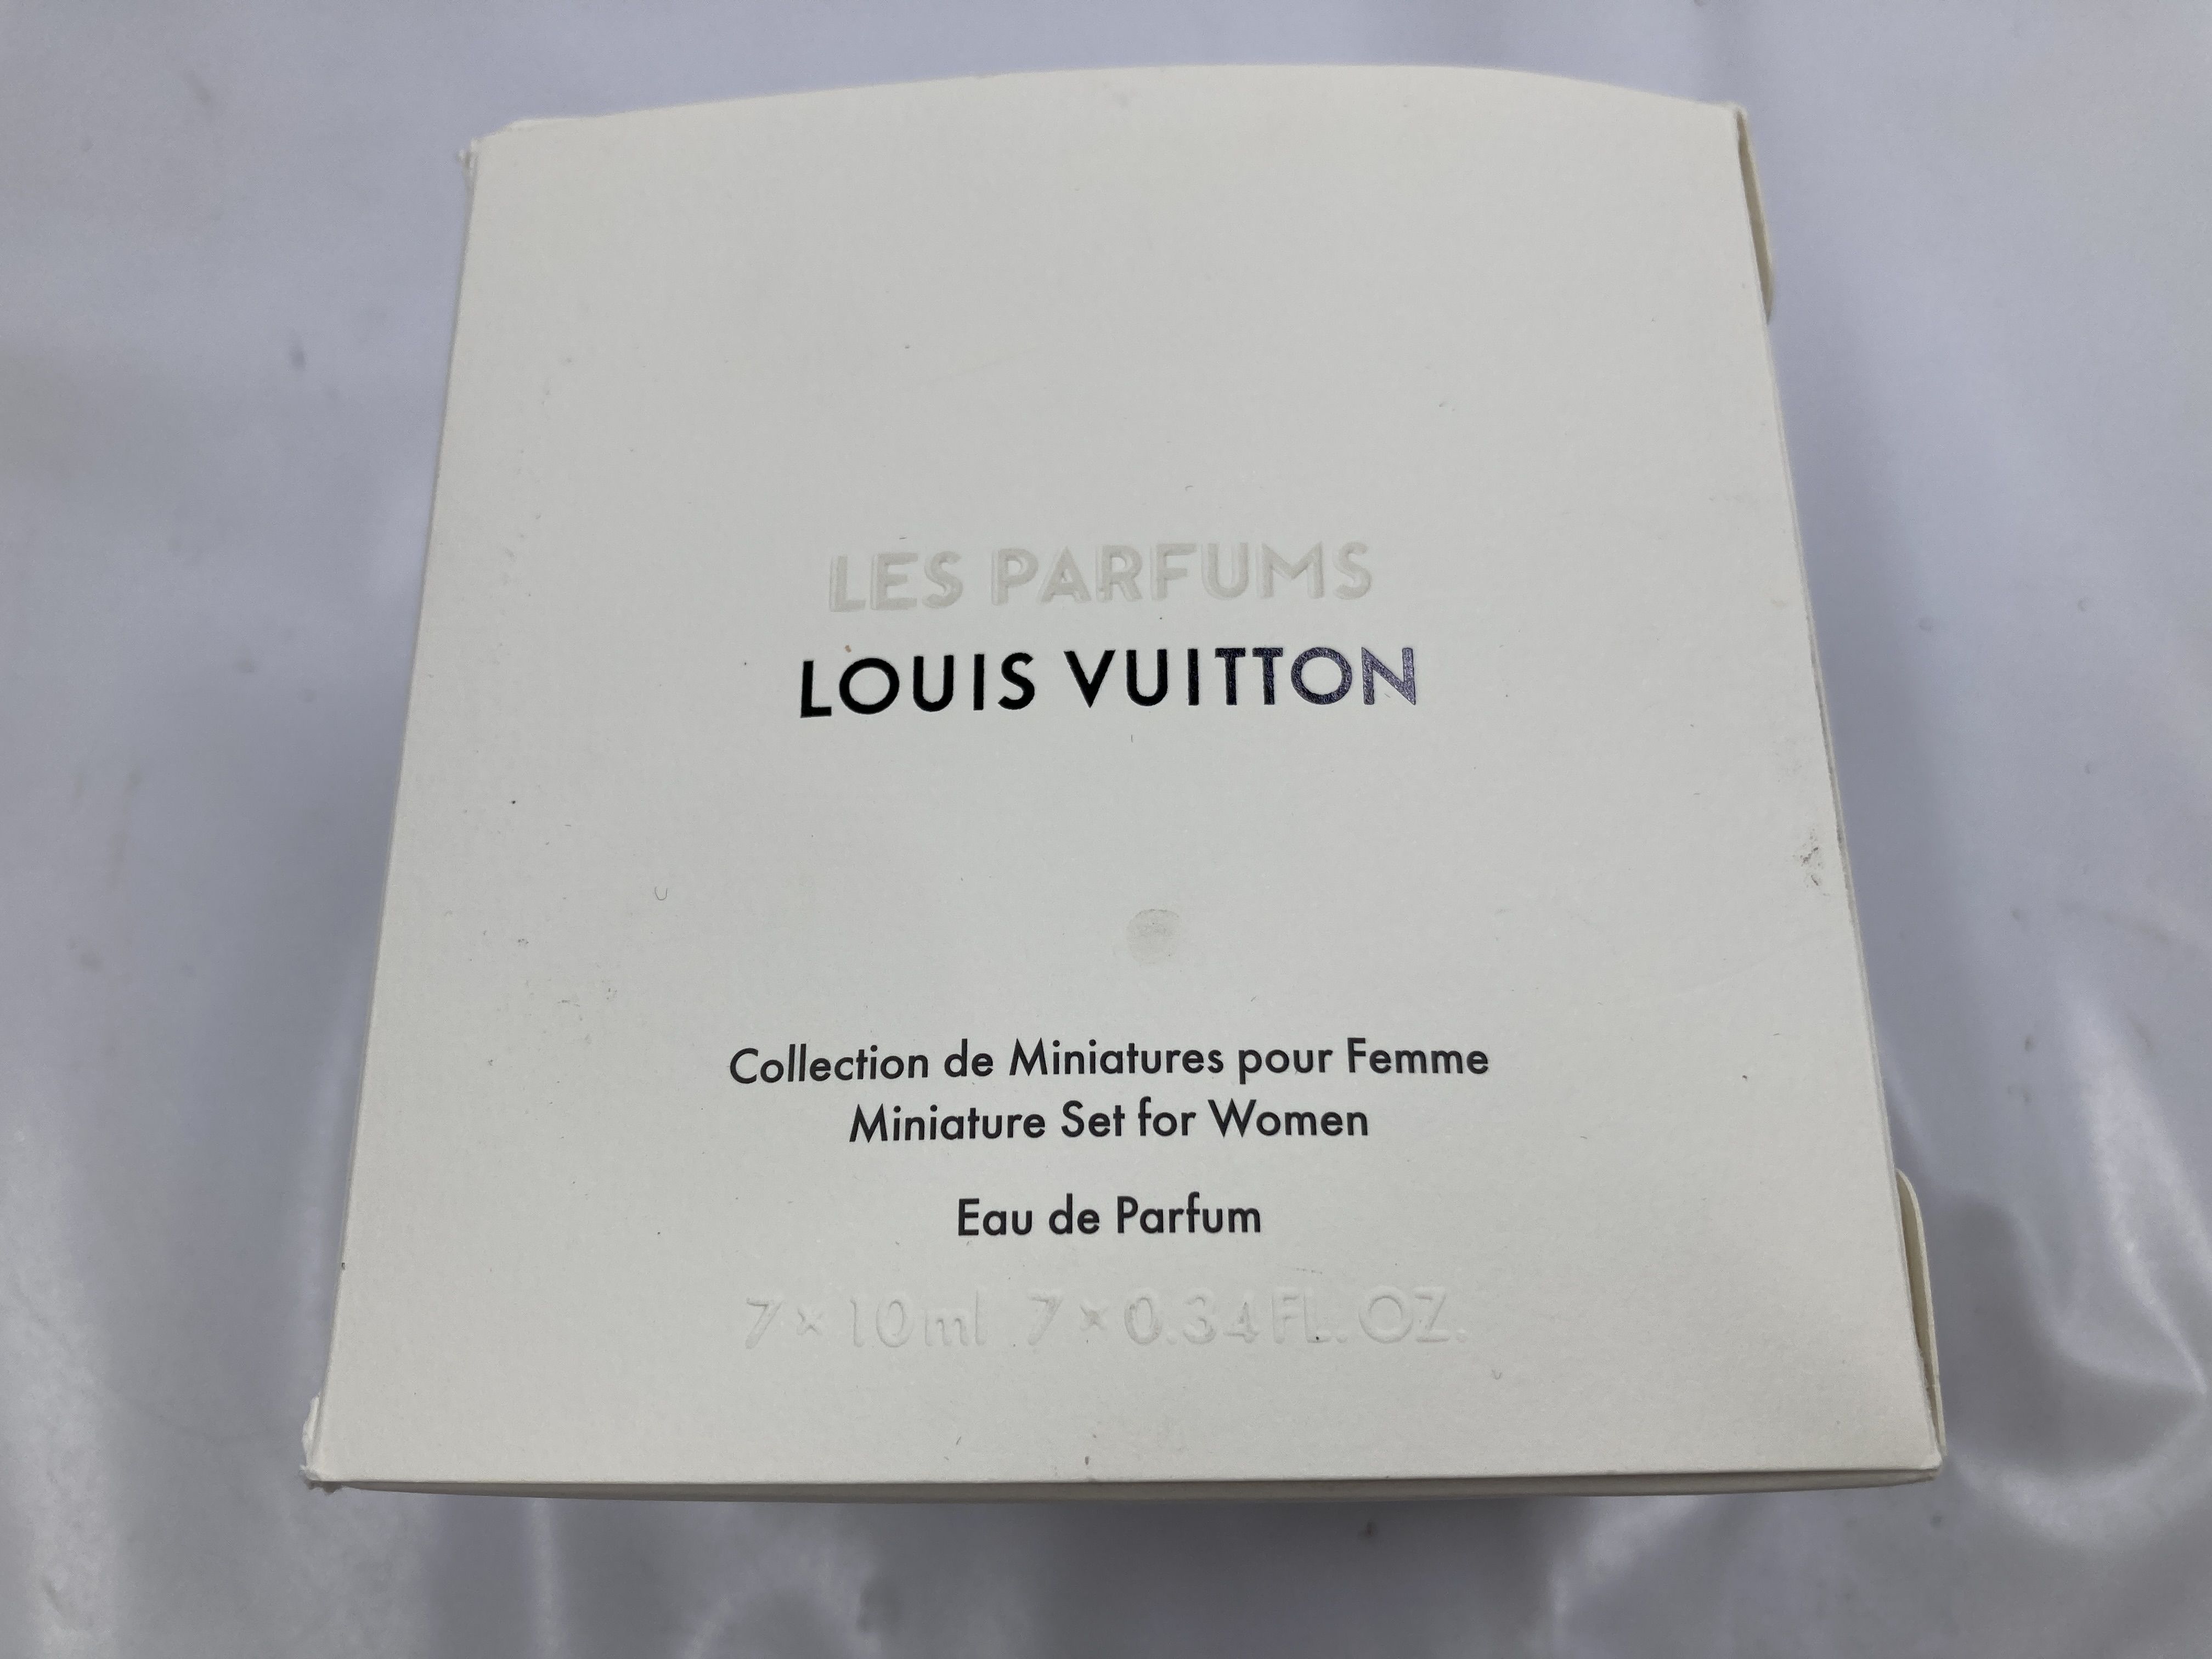 LES PARFUMS
LOUIS VUITTON
Collection de Miniatures pour Femme
Miniature Set for Women
Eau de Parfum
7 x 10ml 7 x 0.34FL.OZ.